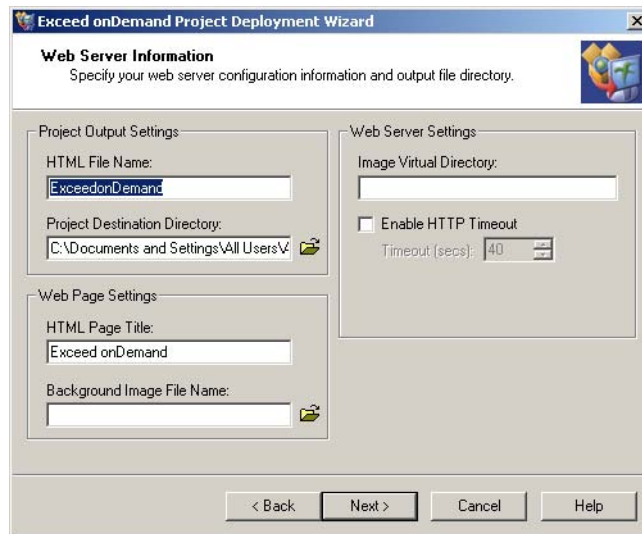 Exceed onDemand Project Deployment Wizard
Web Server Information
Specify your web server configuration information and output file directory.
Project Output Settings
HTML File Name:
ExceedonDemand
Project Destination Directory:
C:\Documents and Settings\All Users\
Web Page Settings
HTML Page Title:
Exceed onDemand
Background Image File Name:
Web Server Settings
Image Virtual Directory:
Enable HTTP Timeout
Timeout (secs): 40
< Back
Next >
Cancel
Help